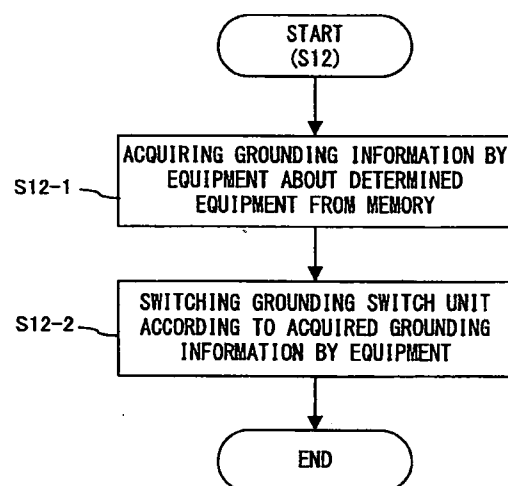 START
(S12)
S12-1
ACQUIRING GROUNDING INFORMATION BY
EQUIPMENT ABOUT DETERMINED
EQUIPMENT FROM MEMORY
S12-2
SWITCHING GROUNDING SWITCH UNIT
ACCORDING TO ACQUIRED GROUNDING
INFORMATION BY EQUIPMENT
END